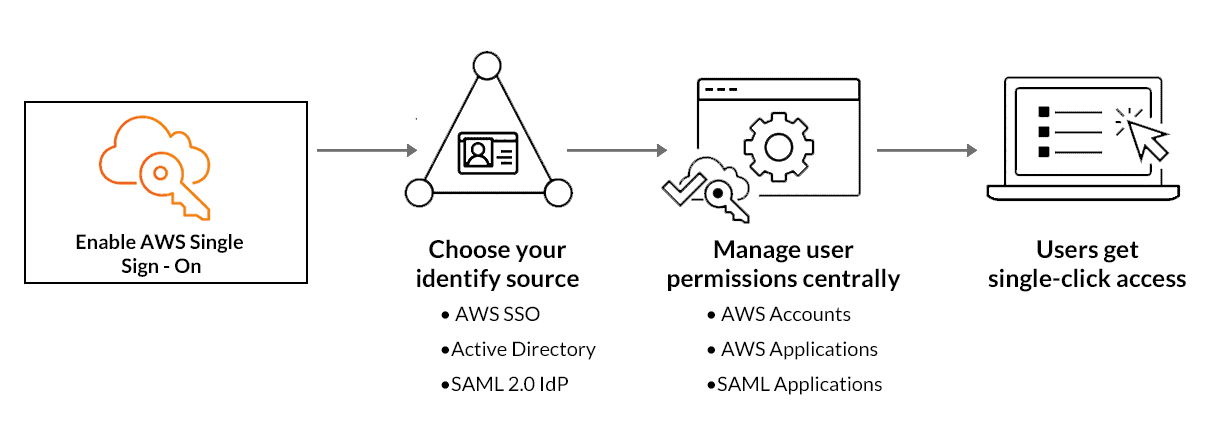 Enable AWS Single
Sign - On
Choose your
identify source
• AWS SSO
•Active Directory
•SAML 2.0 IdP
Manage user
permissions centrally
• AWS Accounts
• AWS Applications
•SAML Applications
Users get
single-click access